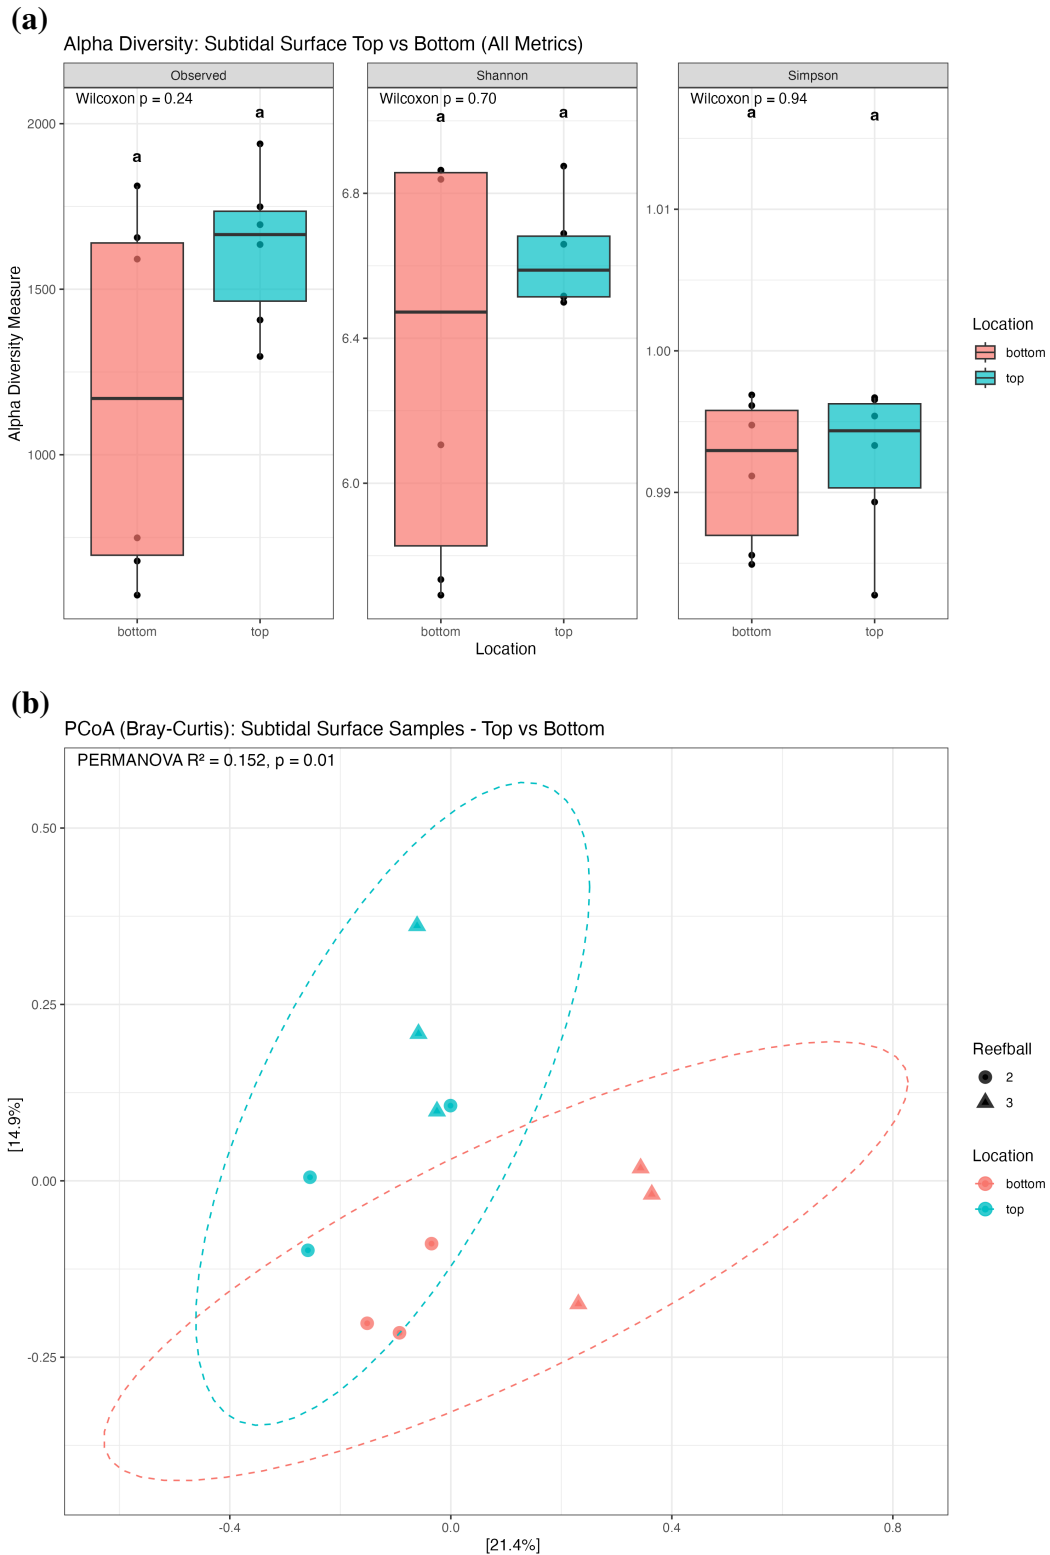 (a)
Alpha Diversity: Subtidal Surface Top vs Bottom (All Metrics)
Observed
Shannon
Simpson
Wilcoxon p = 0.24
Wilcoxon p = 0.70
Wilcoxon p = 0.94
a
a
a
a
a
a
Alpha Diversity Measure
2000
1500
1000
6.8
6.4
6.0
1.01
1.00
0.99
bottom
top
bottom
top
bottom
top
Location
Location
bottom
top
(b)
PCoA (Bray-Curtis): Subtidal Surface Samples - Top vs Bottom
PERMANOVA R² = 0.152, p = 0.01
[14.9%]
0.50
0.25
0.00
-0.25
-0.4
0.0
0.4
0.8
[21.4%]
Reefball
2
3
Location
bottom
top